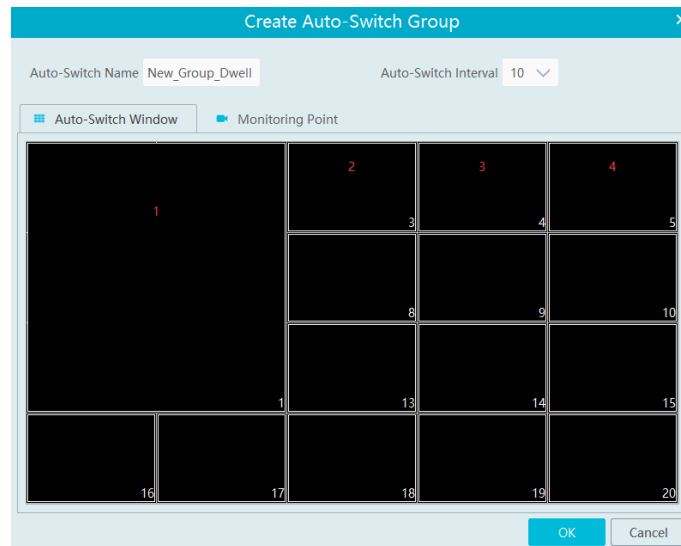 Create Auto-Switch Group
Auto-Switch Name New_Group_Dwell Auto-Switch Interval 10
Auto-Switch Window Monitoring Point
2 3 4
1
3 4 5
8 9 10
1 13 14 15
16 17 18 19 20
OK Cancel